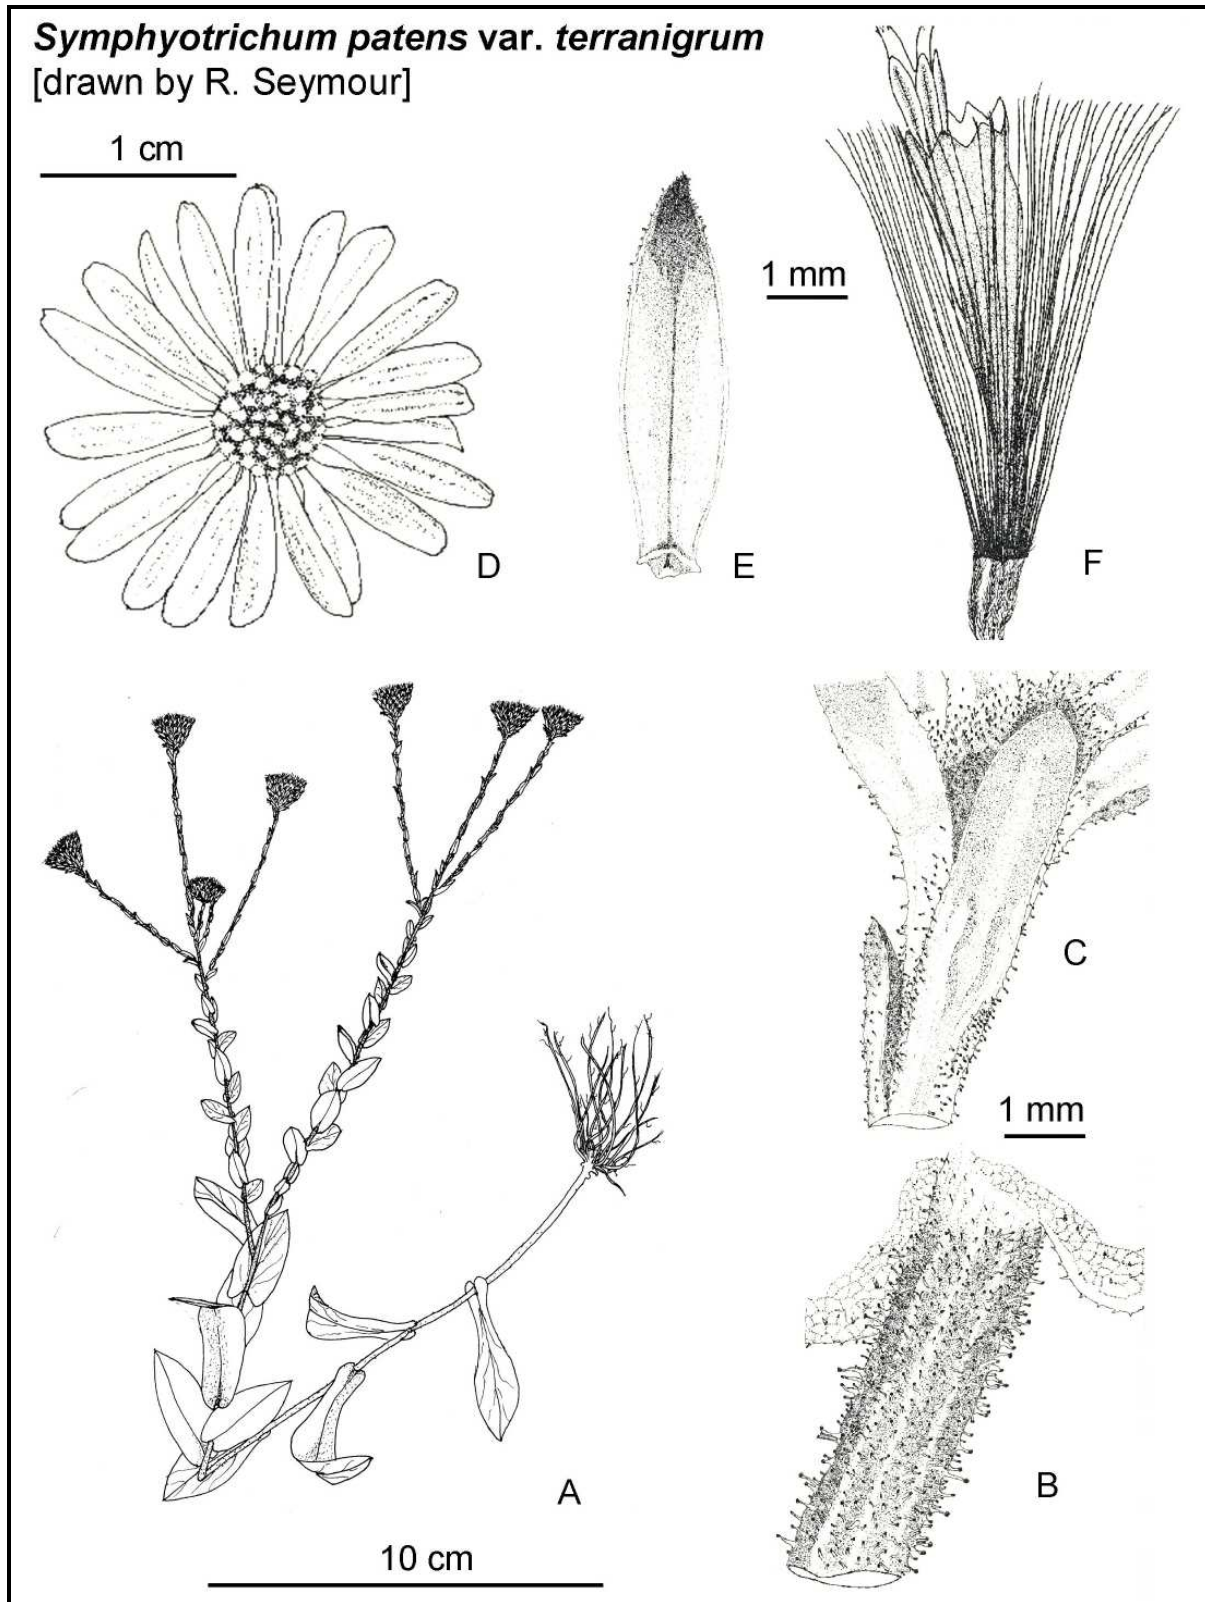 Symphyotrichum patens var. terranigrum
[drawn by R. Seymour]
1 cm
1 mm
D
E
F
C
1 mm
B
A
10 cm